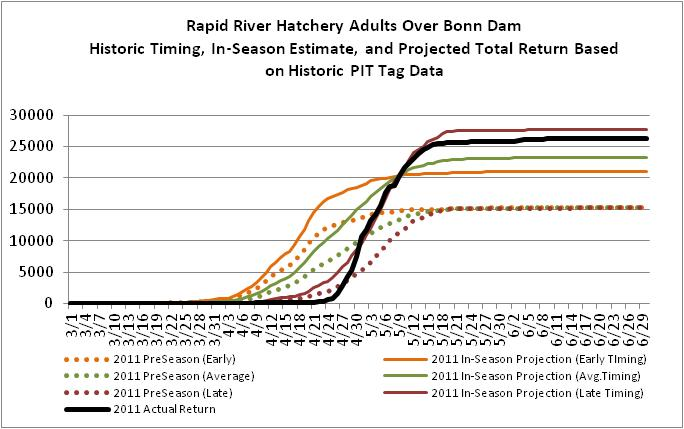 Rapid River Hatchery Adults Over Bonn Dam
Historic Timing, In-Season Estimate, and Projected Total Return Based
on Historic PIT Tag Data
30000
25000
20000
15000
10000
5000
0
3/1 3/4 3/7 3/10 3/13 3/16 3/19 3/22 3/25 3/28 3/31 4/3 4/6 4/9 4/12 4/15 4/18 4/21 4/24 4/27 4/30 5/3 5/6 5/9 5/12 5/15 5/18 5/21 5/24 5/27 5/30 6/2 6/5 6/8 6/11 6/14 6/17 6/20 6/23 6/26 6/29
2011 PreSeason (Early) 2011 In-Season Projection (Early TIming)
2011 PreSeason (Average) 2011 In-Season Projection (Avg.Timing)
2011 PreSeason (Late) 2011 In-Season Projection (Late Timing)
2011 Actual Return